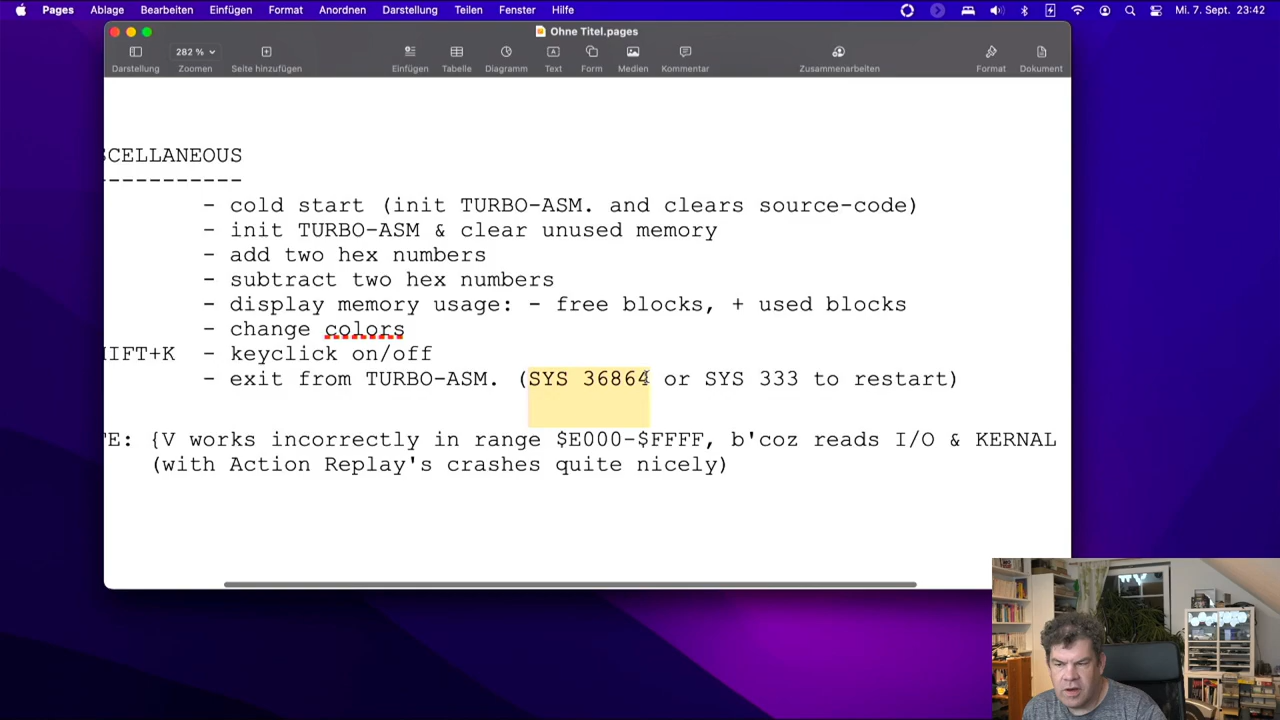 Pages Ablage Bearbeiten Einfügen Format Anordnen Darstellung Teilen Fenster Hilfe Mi. 7. Sept. 23:42
Ohne Titel.pages
282 %
Darstellung Zoomen Seite hinzufügen Einfügen Tabelle Diagramm Text Form Medien Kommentar Zusammenarbeiten Format Dokument
SCELLANEOUS
-----------
- cold start (init TURBO-ASM. and clears source-code)
- init TURBO-ASM & clear unused memory
- add two hex numbers
- subtract two hex numbers
- display memory usage: - free blocks, + used blocks
- change colors
HIFT+K - keyclick on/off
- exit from TURBO-ASM. (SYS 36864 or SYS 333 to restart)
TE: {V works incorrectly in range $E000-$FFFF, b'coz reads I/O & KERNAL
(with Action Replay's crashes quite nicely)